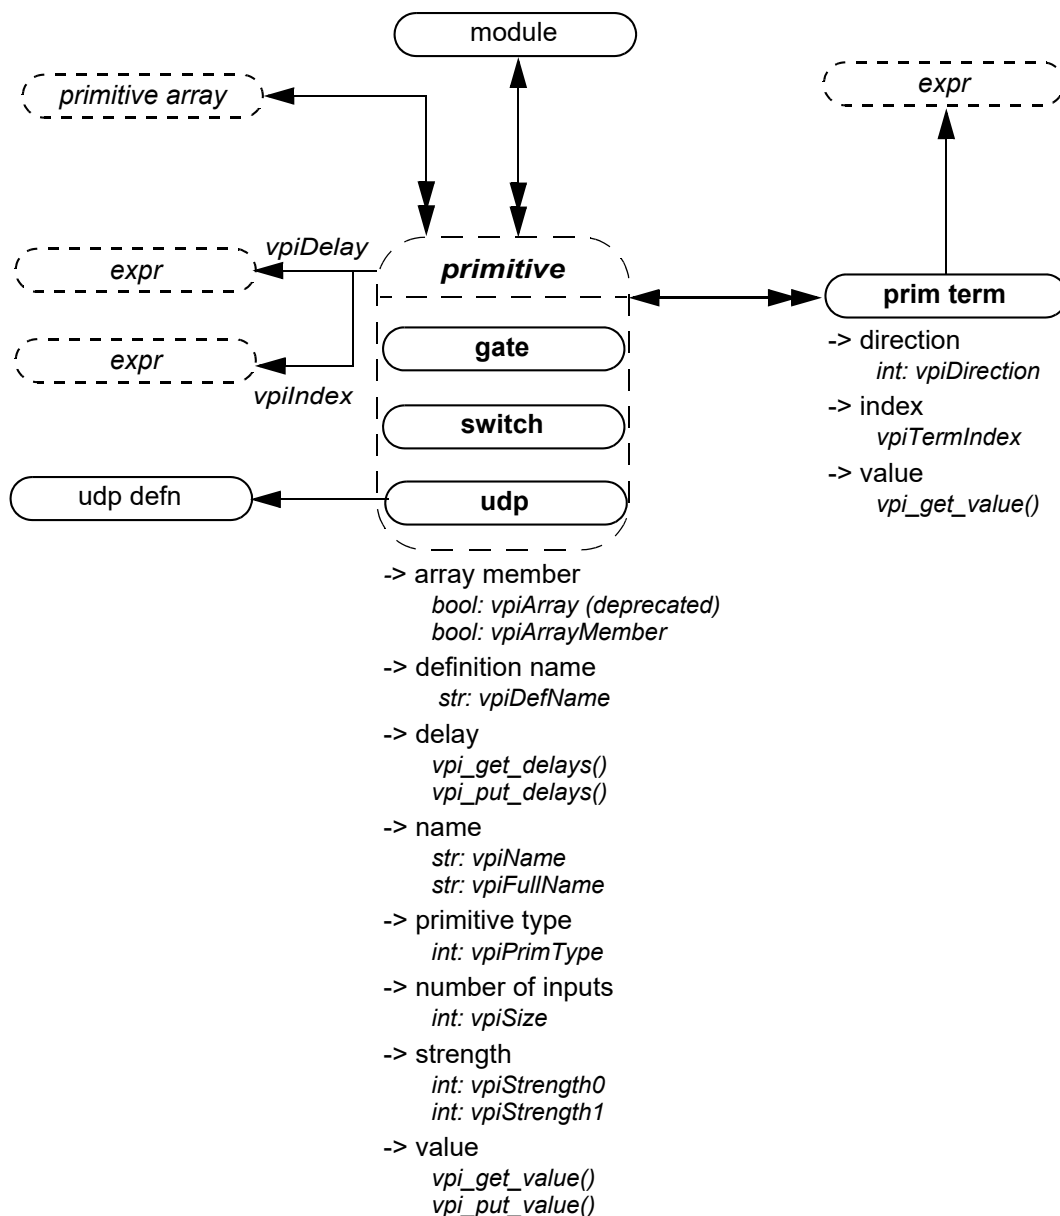 module
primitive array
expr
vpiDelay
expr
primitive
prim term
gate
expr
vpiIndex
switch
udp defn
udp
-> direction
int: vpiDirection
-> index
vpiTermIndex
-> value
vpi_get_value()
-> array member
bool: vpiArray (deprecated)
bool: vpiArrayMember
-> definition name
str: vpiDefName
-> delay
vpi_get_delays()
vpi_put_delays()
-> name
str: vpiName
str: vpiFullName
-> primitive type
int: vpiPrimType
-> number of inputs
int: vpiSize
-> strength
int: vpiStrength0
int: vpiStrength1
-> value
vpi_get_value()
vpi_put_value()